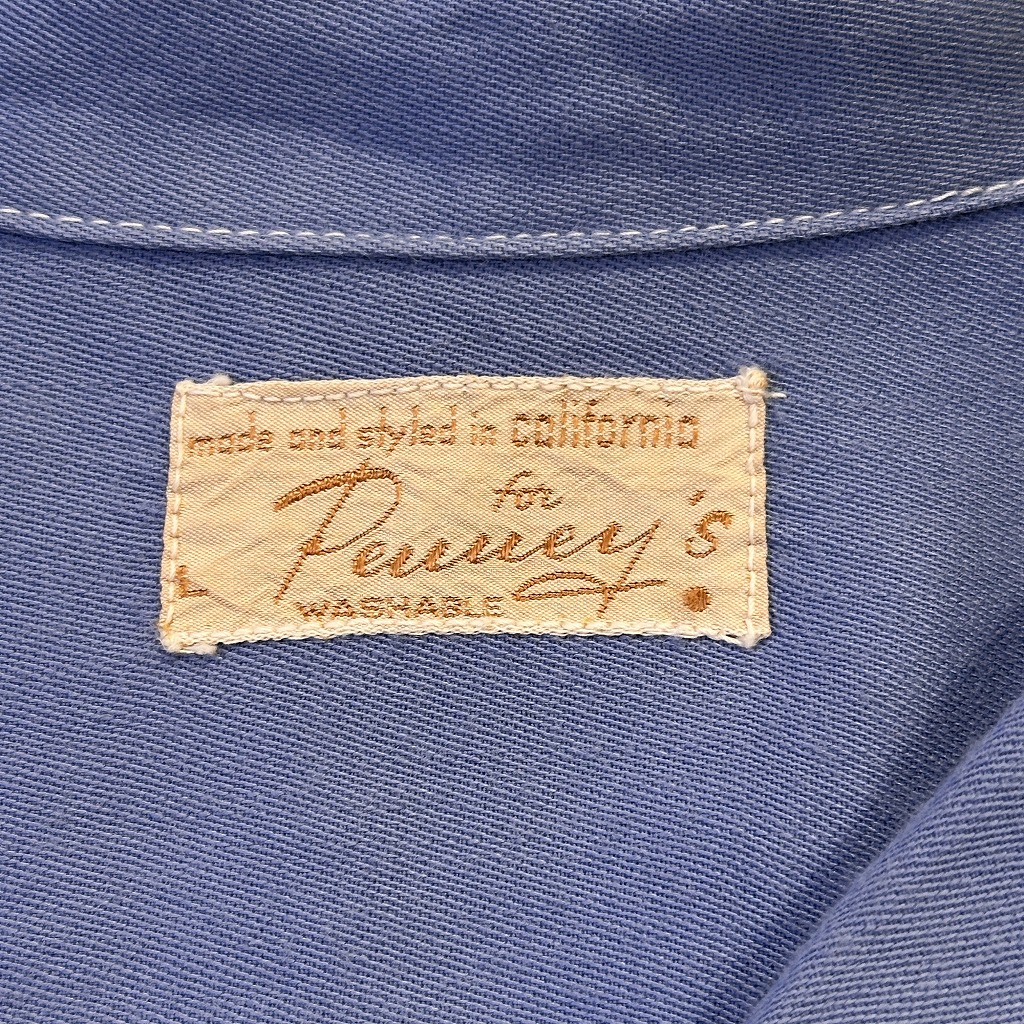 made and styled in california
for
Penney's
L
WASHABLE